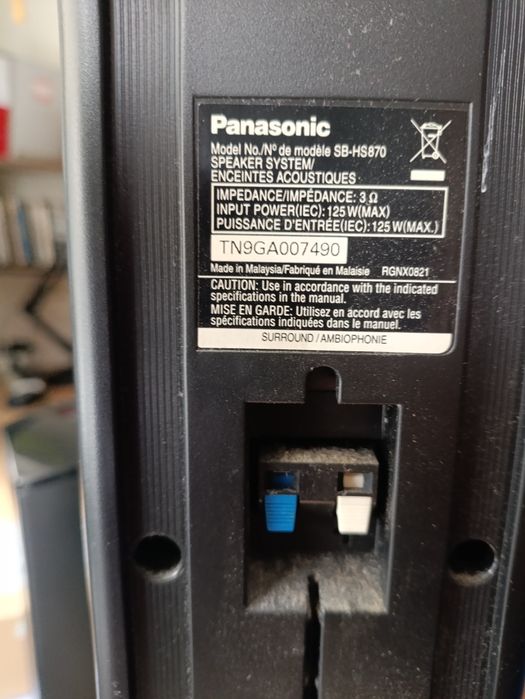 Panasonic
Model No./Nº de modèle SB-HS870
SPEAKER SYSTEM/
ENCEINTES ACOUSTIQUES
IMPEDANCE/IMPÉDANCE: 3 Ω
INPUT POWER(IEC): 125W(MAX)
PUISSANCE D'ENTRÉE(IEC): 125W(MAX.)
TN9GA007490
Made in Malaysia/Fabriqué en Malaisie RGNX0821
CAUTION: Use in accordance with the indicated
specifications in the manual.
MISE EN GARDE: Utilisez en accord avec les
spécifications indiquées dans le manuel.
SURROUND/AMBIOPHONIE